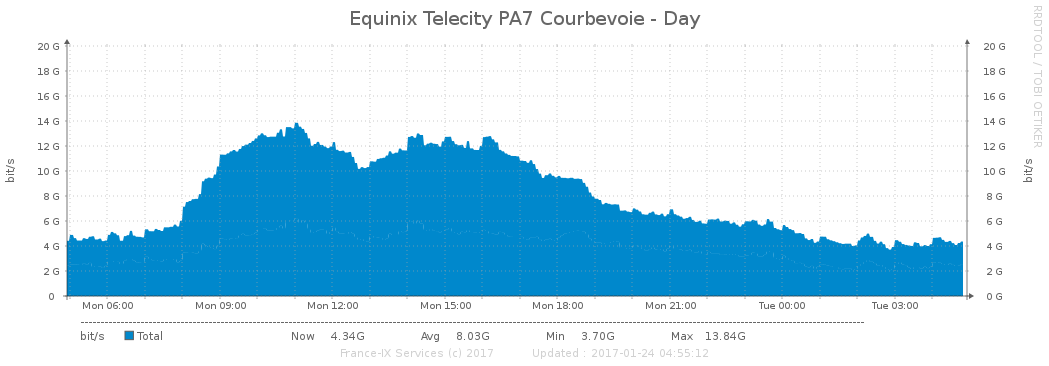 Equinix Telecity PA7 Courbevoie - Day
RRDTOOL / TOBI OETIKER
20 G 20 G
18 G 18 G
16 G 16 G
14 G 14 G
12 G 12 G
10 G 10 G
8 G 8 G
6 G 6 G
4 G 4 G
2 G 2 G
0 0 G
bit/s bit/s
Mon 06:00 Mon 09:00 Mon 12:00 Mon 15:00 Mon 18:00 Mon 21:00 Tue 00:00 Tue 03:00
bit/s Total Now 4.34G Avg 8.03G Min 3.70G Max 13.84G
France-IX Services (c) 2017 Updated : 2017-01-24 04:55:12